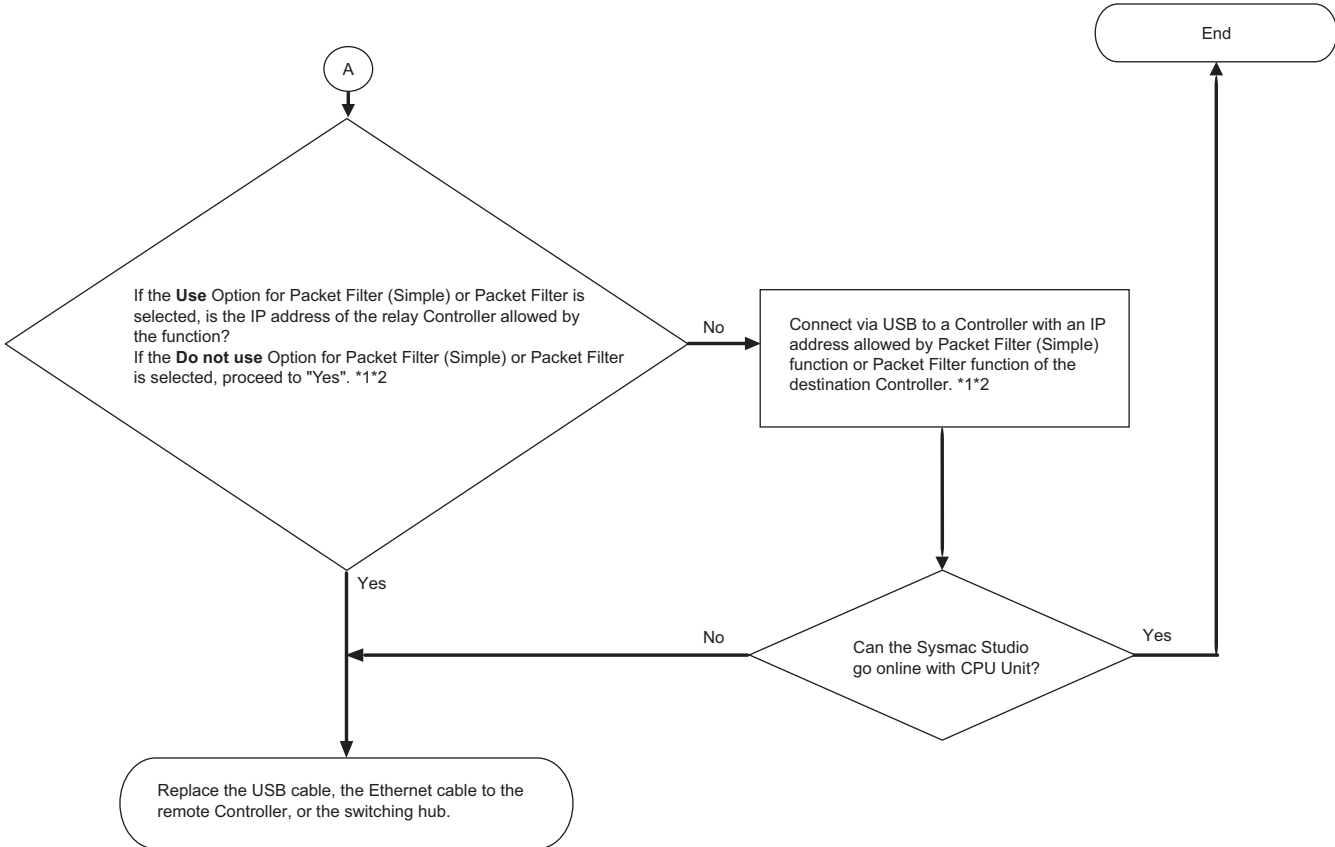 End
A
If the Use Option for Packet Filter (Simple) or Packet Filter is
selected, is the IP address of the relay Controller allowed by
the function?
If the Do not use Option for Packet Filter (Simple) or Packet Filter
is selected, proceed to "Yes". *1*2
No
Connect via USB to a Controller with an IP
address allowed by Packet Filter (Simple)
function or Packet Filter function of the
destination Controller. *1*2
Yes
No
Can the Sysmac Studio
go online with CPU Unit?
Yes
Replace the USB cable, the Ethernet cable to the
remote Controller, or the switching hub.